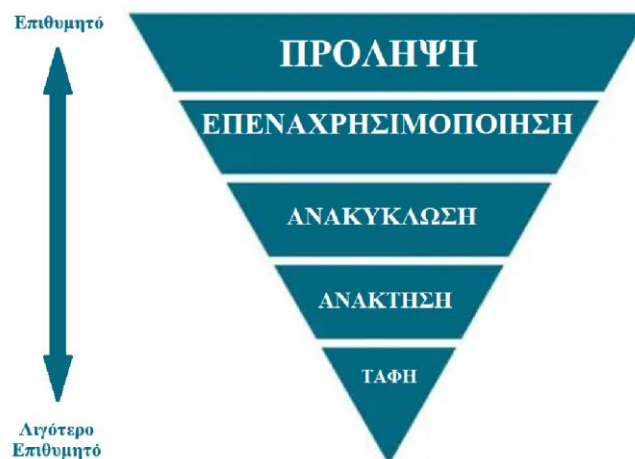 Επιθυμητό
ΠΡΟΛΗΨΗ
ΕΠΕΝΑΧΡΗΣΙΜΟΠΟΙΗΣΗ
ΑΝΑΚΥΚΛΩΣΗ
ΑΝΑΚΤΗΣΗ
ΤΑΦΗ
Λιγότερο
Επιθυμητό